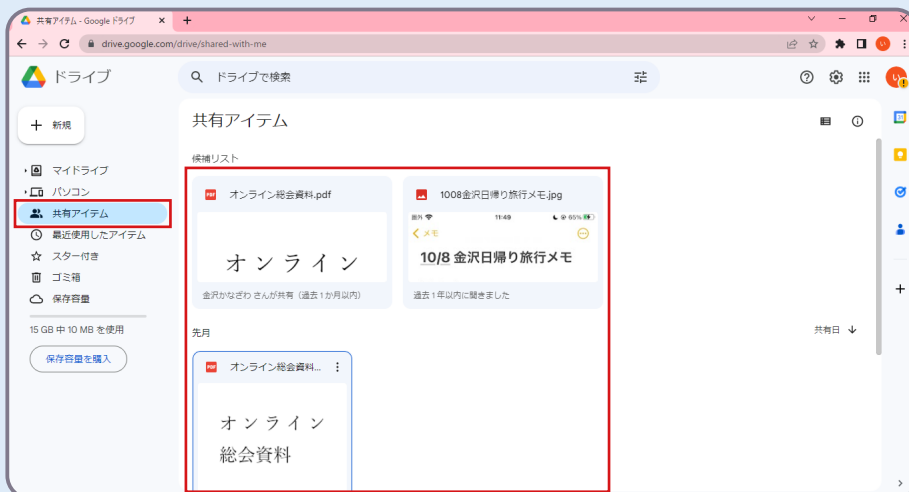 共有アイテム - Google ドライブ
drive.google.com/drive/shared-with-me
ドライブ
ドライブで検索
い
新規
共有アイテム
候補リスト
マイドライブ
パソコン
共有アイテム
最近使用したアイテム
スター付き
ゴミ箱
保存容量
15 GB 中 10 MB を使用
保存容量を購入
PDF オンライン総会資料.pdf
オンライン
金沢かなざわ さんが共有（過去 1 か月以内）
1008金沢日帰り旅行メモ.jpg
圏外 11:49 65%
メモ
10/8 金沢日帰り旅行メモ
過去 1 年以内に開きました
先月
共有日
PDF オンライン総会資料...
オンライン
総会資料
31